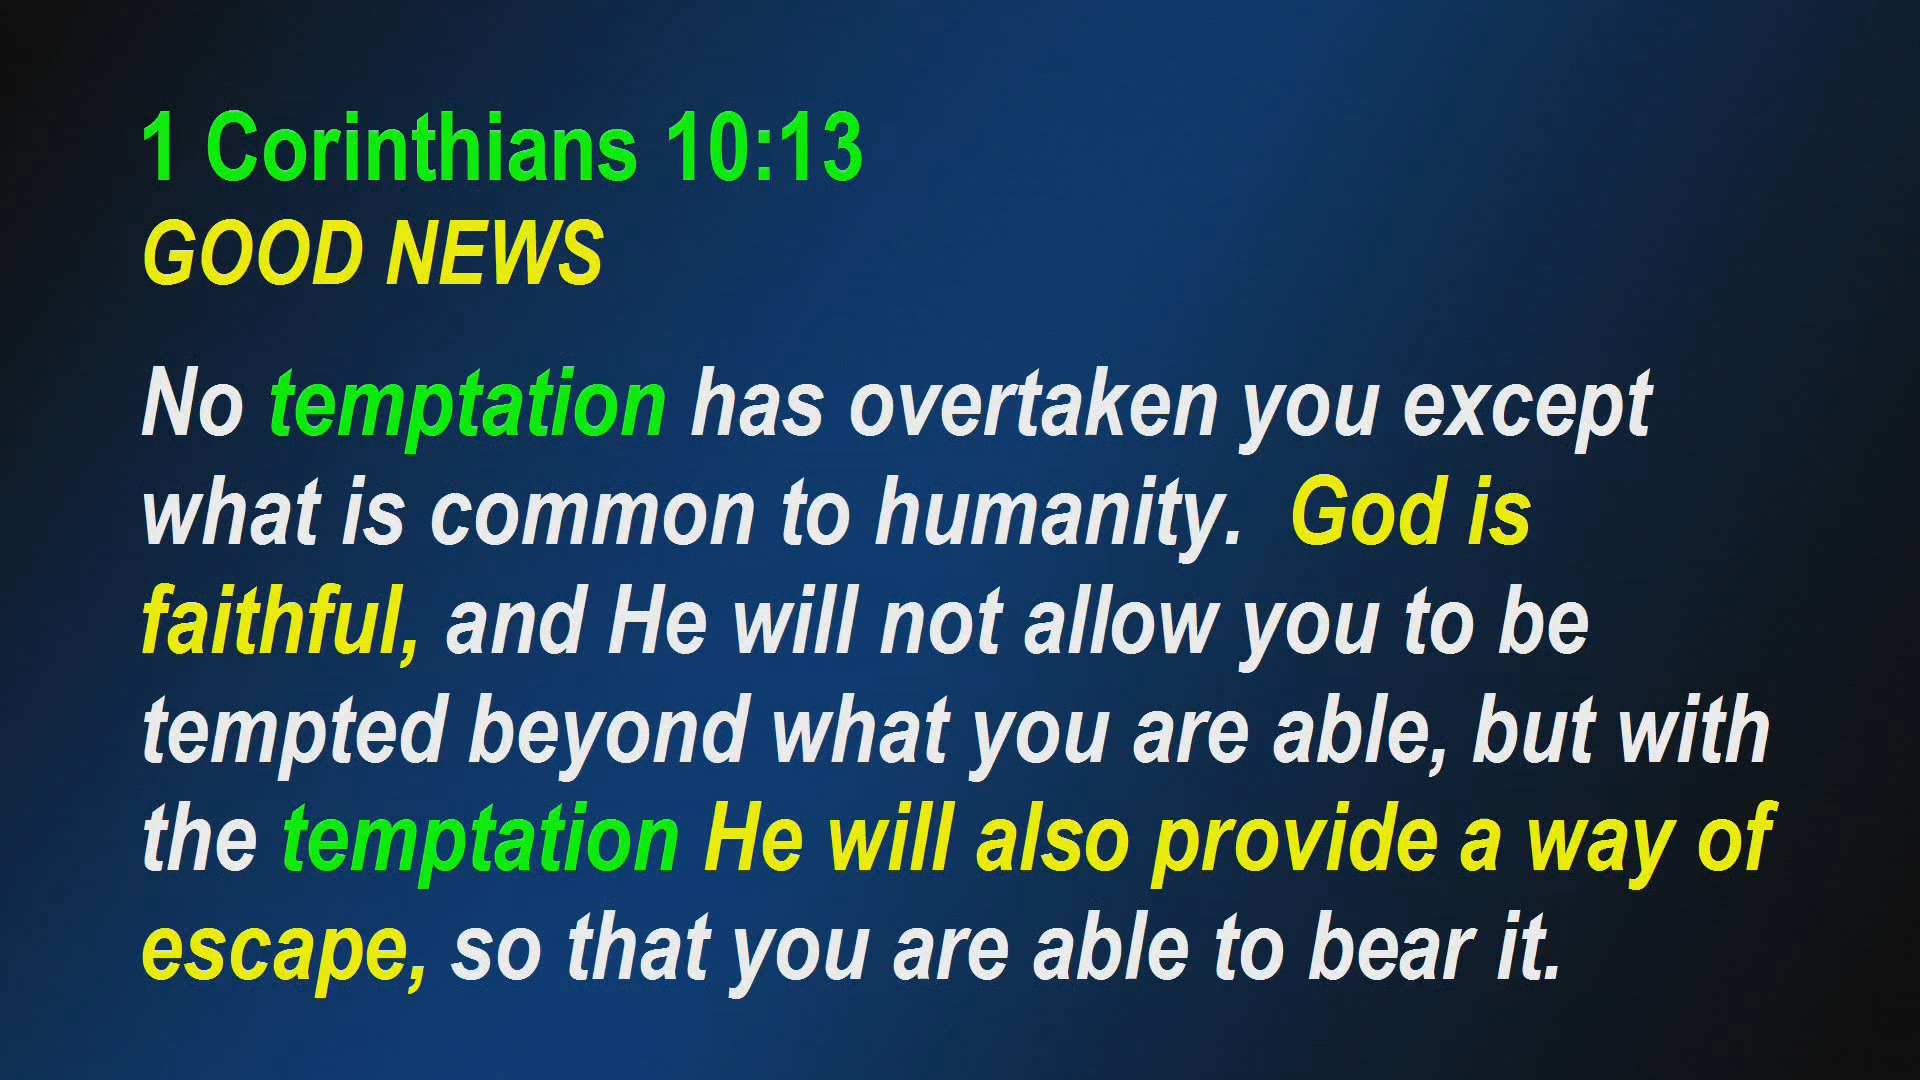 1 Corinthians 10:13
GOOD NEWS
No temptation has overtaken you except
what is common to humanity.  God is
faithful, and He will not allow you to be
tempted beyond what you are able, but with
the temptation He will also provide a way of
escape, so that you are able to bear it.